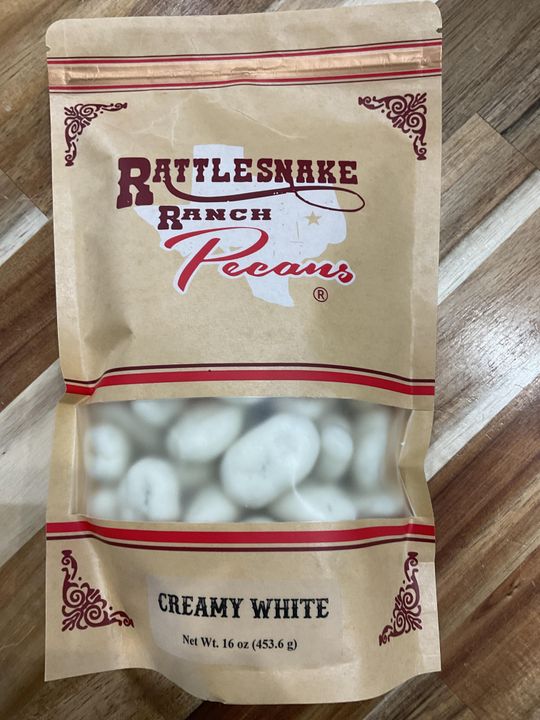 RATTLESNAKE
RANCH
Pecans
®
CREAMY WHITE
Net Wt. 16 oz (453.6 g)